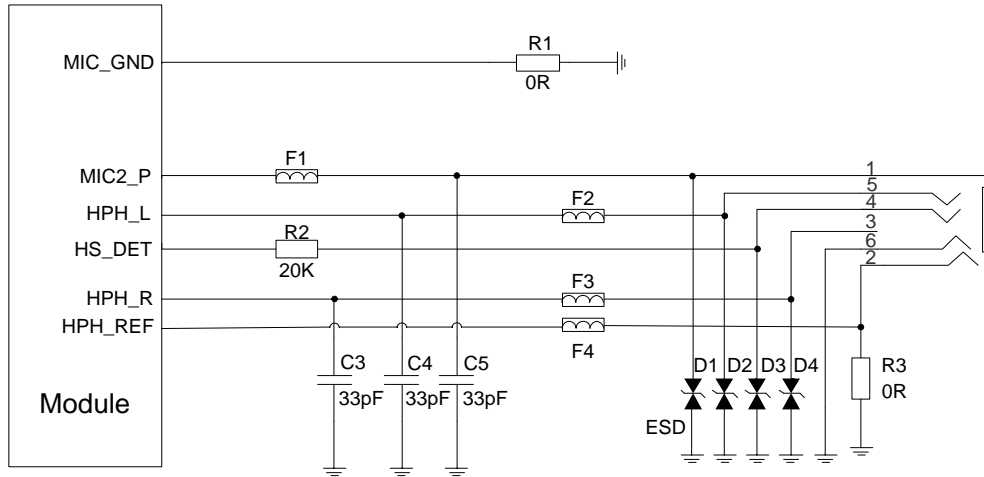 R1
MIC_GND
0R
F1
1
MIC2_P
5
F2
4
HPH_L
3
R2
HS_DET
6
20K
2
F3
HPH_R
HPH_REF
F4
C3
C4
C5
D1
D2
D3
D4
R3
33pF
33pF
33pF
0R
Module
ESD